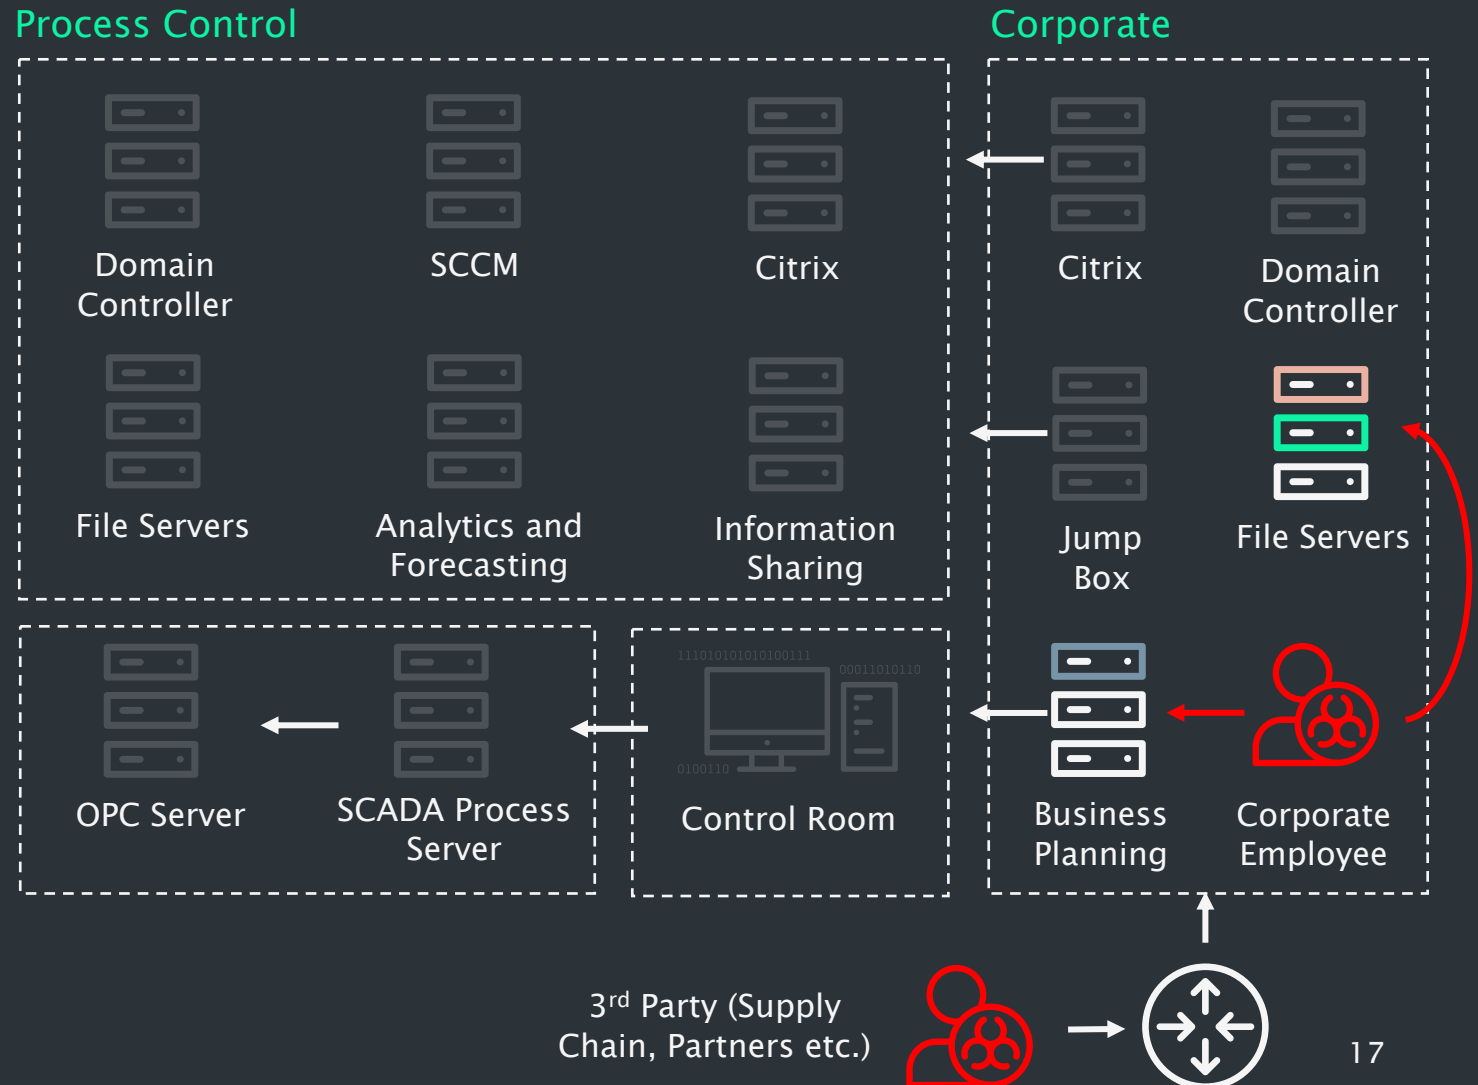 Process Control
Corporate
Domain
Controller
SCCM
Citrix
Citrix
Domain
Controller
File Servers
Analytics and
Forecasting
Information
Sharing
Jump
Box
File Servers
111010101010100111
00011010110
0100110
OPC Server
SCADA Process
Server
Control Room
Business
Planning
Corporate
Employee
3rd Party (Supply
Chain, Partners etc.)
17